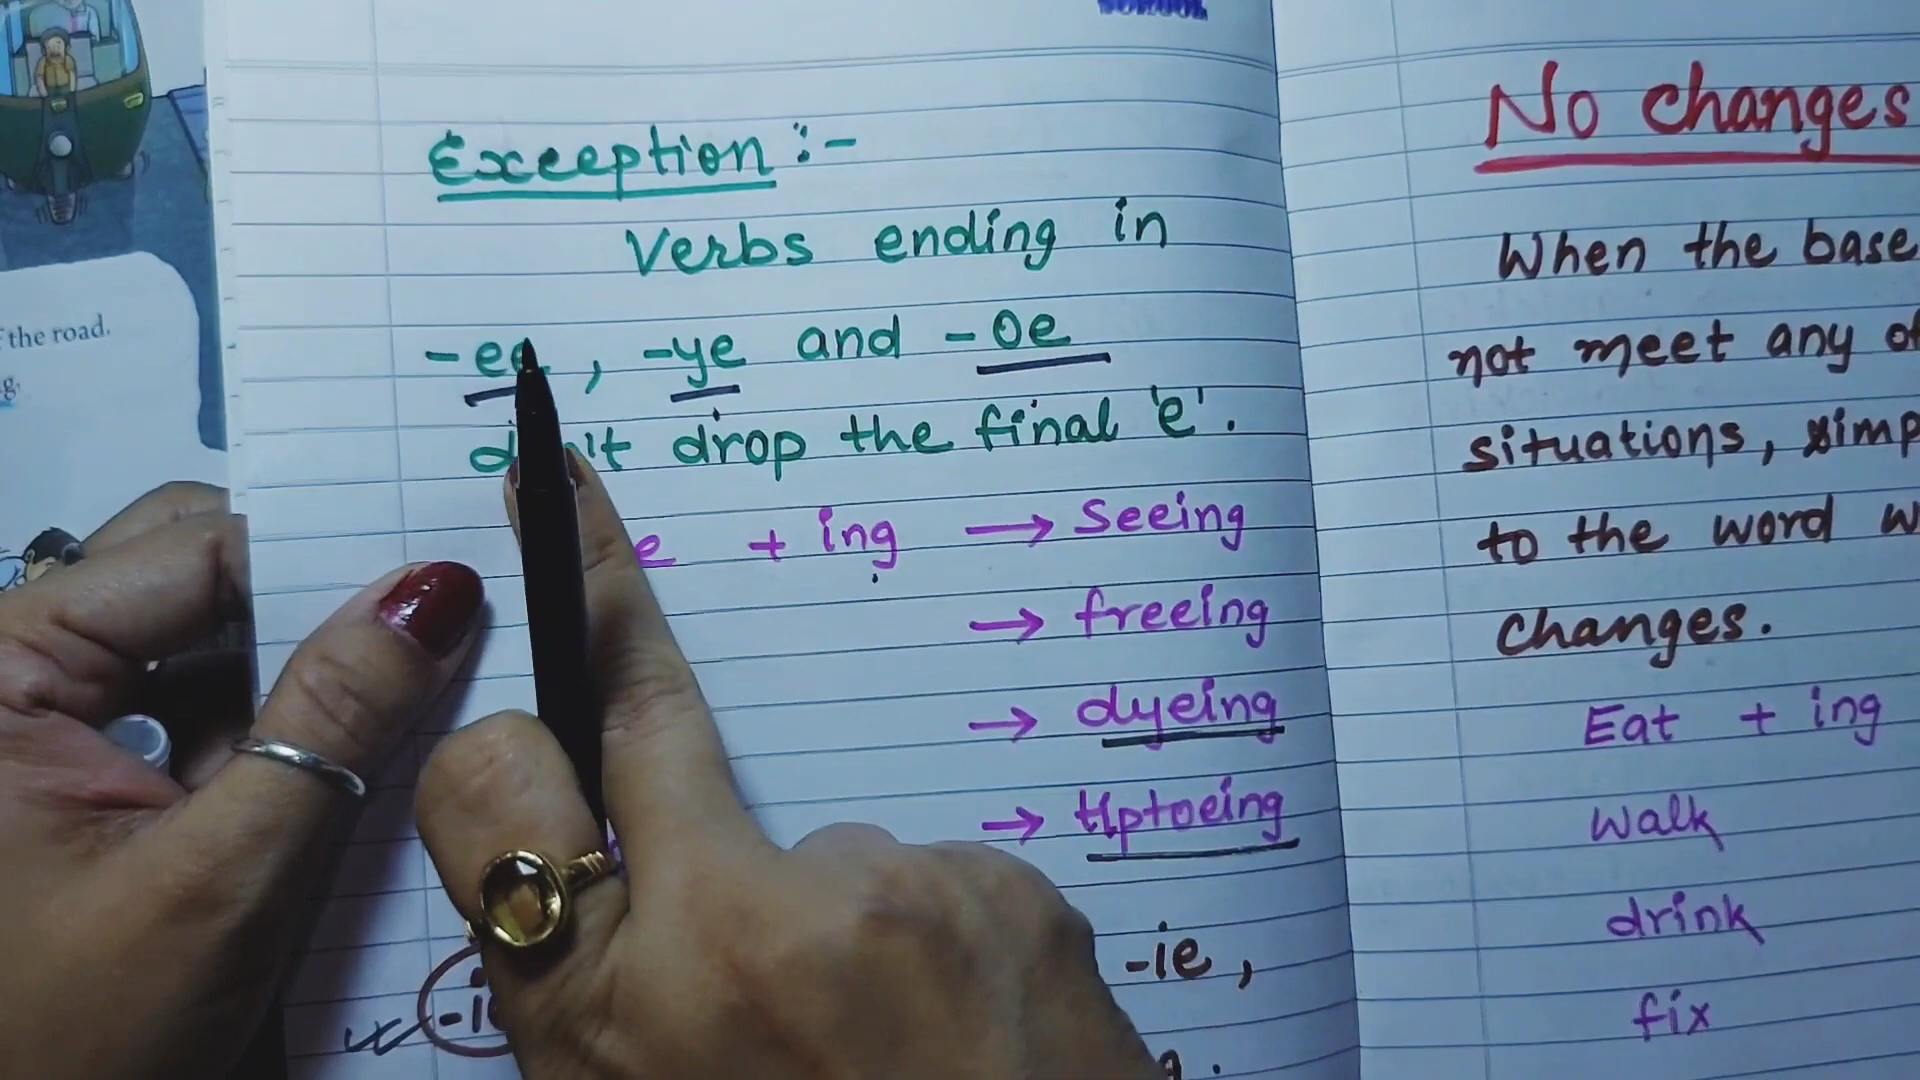 SCHOOL
Exception :-
Verbs ending in
-ee, -ye and -oe
don't drop the final 'e'.
e + ing → Seeing
→ freeing
→ dyeing
→ tiptoeing
-ie,
No changes
When the base
not meet any of
situations, simp
to the word w
changes.
Eat + ing
Walk
drink
fix
the road.
g.